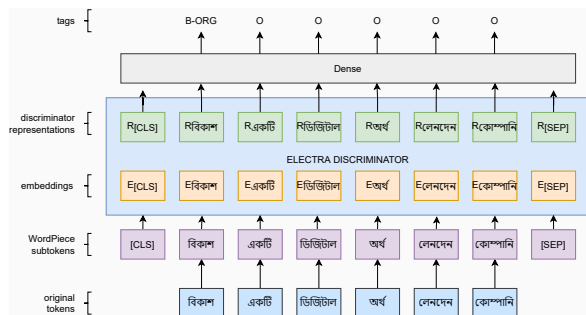 tags B-ORG O O O O O O
Dense
discriminator representations R[CLS] Rবিকাশ Rএকটি Rডিজিটাল Rঅর্থ Rলেনদেন Rকোম্পানি R[SEP]
ELECTRA DISCRIMINATOR
embeddings E[CLS] Eবিকাশ Eএকটি Eডিজিটাল Eঅর্থ Eলেনদেন Eকোম্পানি E[SEP]
WordPiece subtokens [CLS] বিকাশ একটি ডিজিটাল অর্থ লেনদেন কোম্পানি [SEP]
original tokens বিকাশ একটি ডিজিটাল অর্থ লেনদেন কোম্পানি